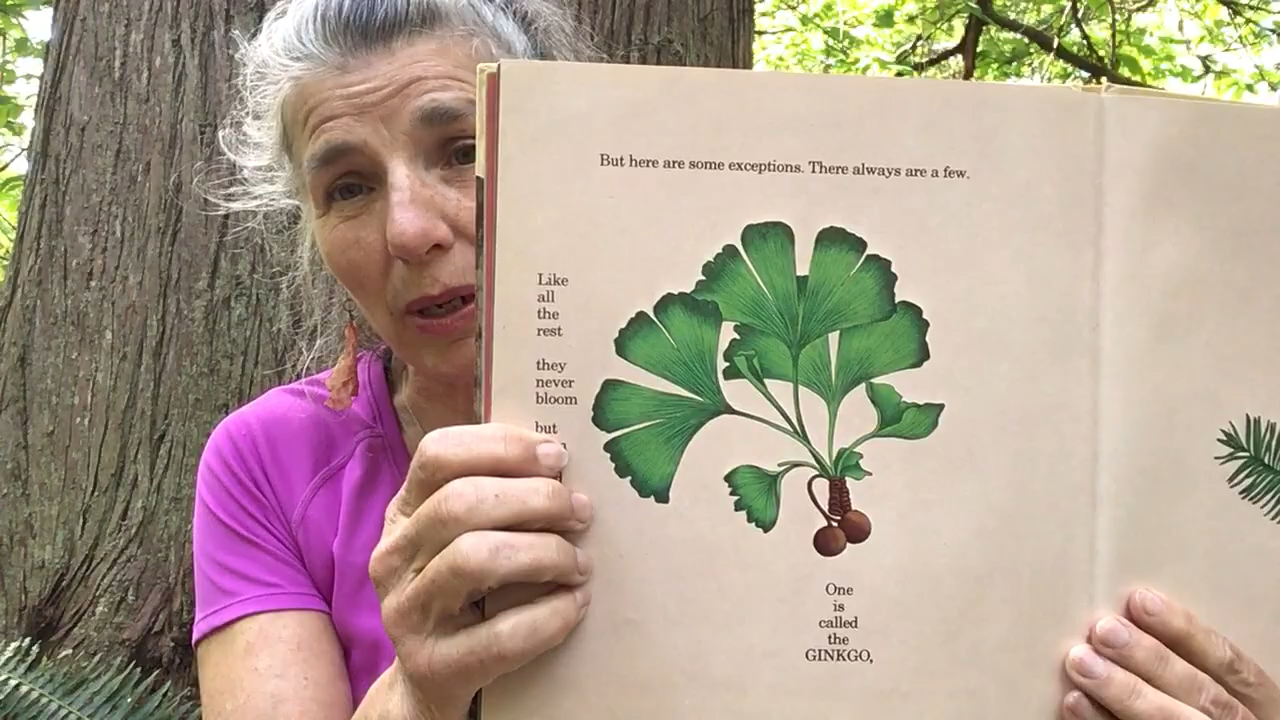 But here are some exceptions. There always are a few.
Like
all
the
rest
they
never
bloom
but
One
is
called
the
GINKGO,